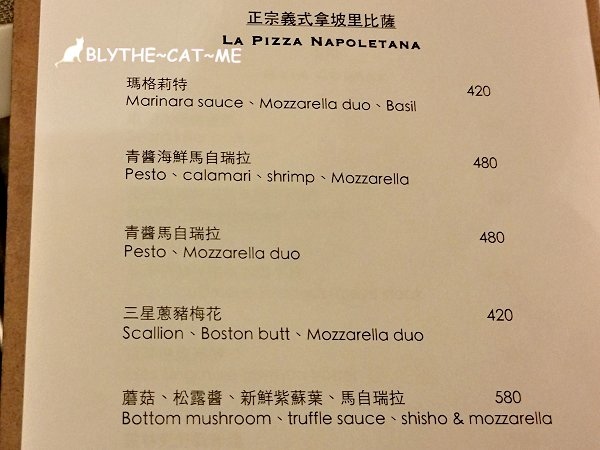 正宗義式拿坡里比薩
LA PIZZA NAPOLETANA
BLYTHE~CAT~ME
瑪格莉特 420
Marinara sauce、Mozzarella duo、Basil
青醬海鮮馬自瑞拉 480
Pesto、calamari、shrimp、Mozzarella
青醬馬自瑞拉 480
Pesto、Mozzarella duo
三星蔥豬梅花 420
Scallion、Boston butt、Mozzarella duo
蘑菇、松露醬、新鮮紫蘇葉、馬自瑞拉 580
Bottom mushroom、truffle sauce、shisho & mozzarella